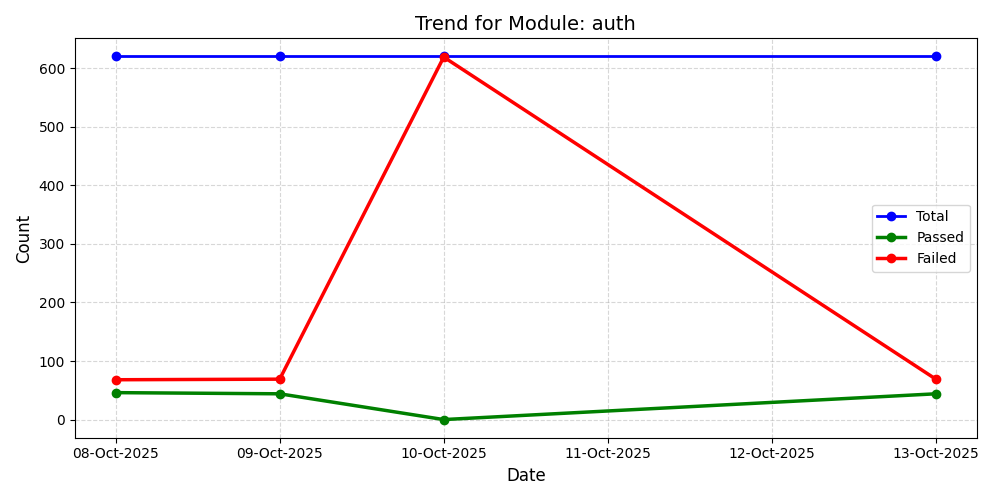 Trend for Module: auth
Count
600
500
400
300
200
100
0
Total
Passed
Failed
08-Oct-2025 09-Oct-2025 10-Oct-2025 11-Oct-2025 12-Oct-2025 13-Oct-2025
Date